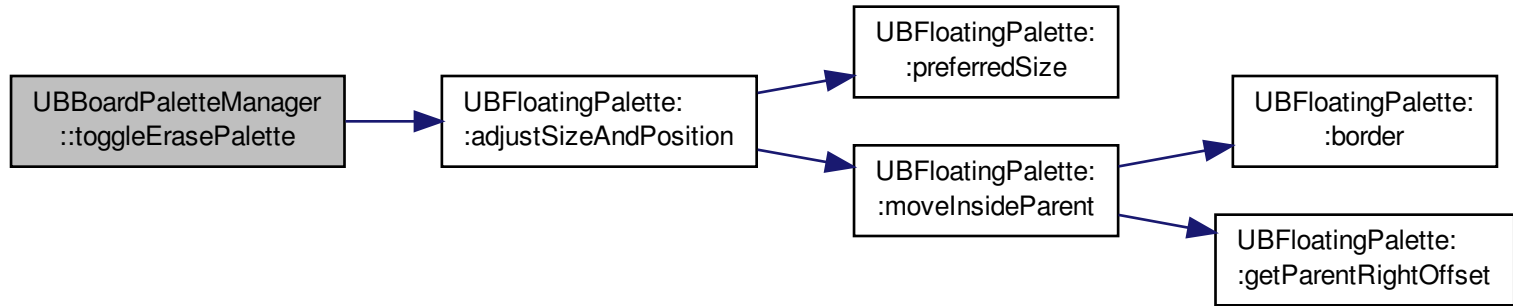 UBBoardPaletteManager
::toggleErasePalette
UBFloatingPalette:
:adjustSizeAndPosition
UBFloatingPalette:
:preferredSize
UBFloatingPalette:
:moveInsideParent
UBFloatingPalette:
:border
UBFloatingPalette:
:getParentRightOffset